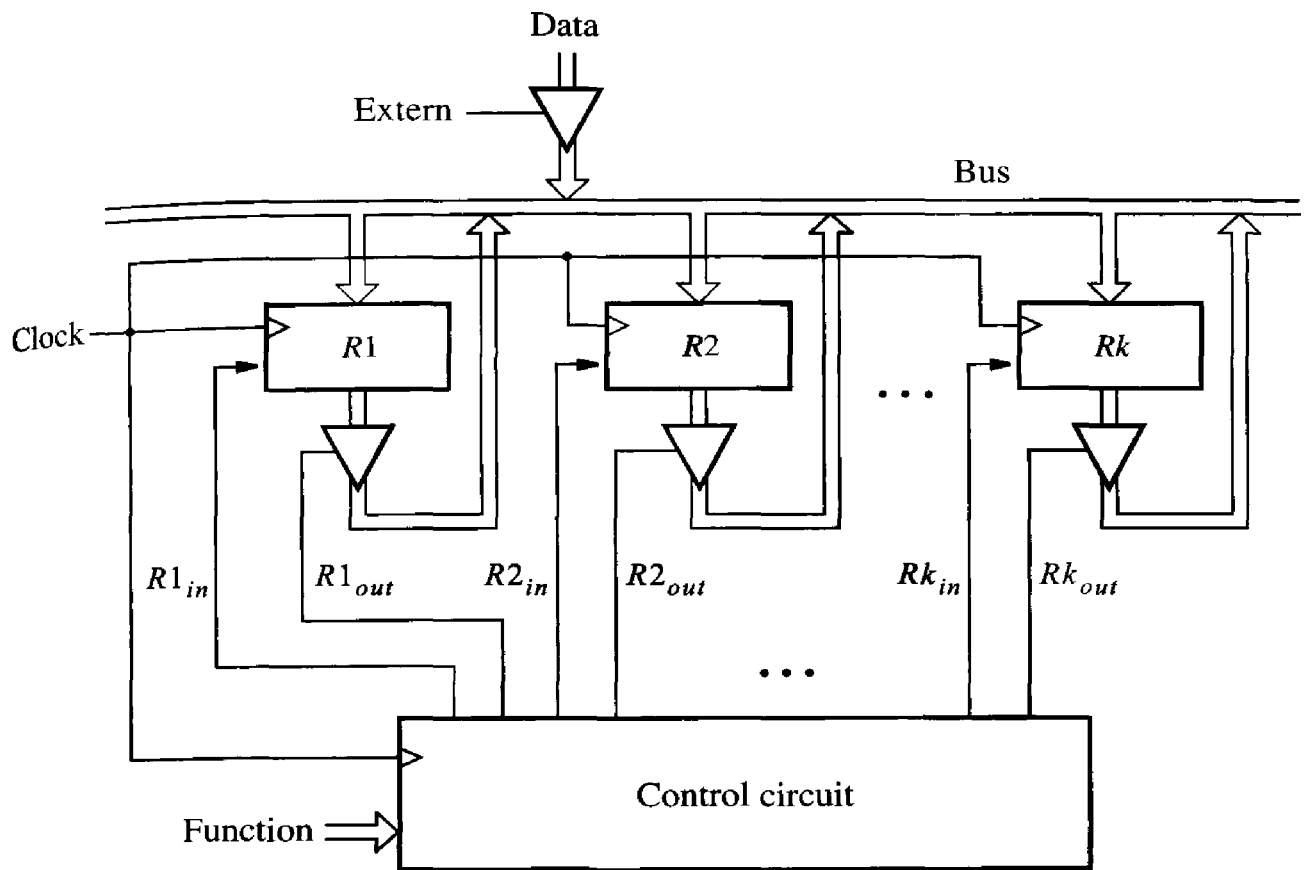 Data
Extern
Bus
Clock
R1
R2
Rk
. . .
R1in
R1out
R2in
R2out
Rkin
Rkout
. . .
Control circuit
Function